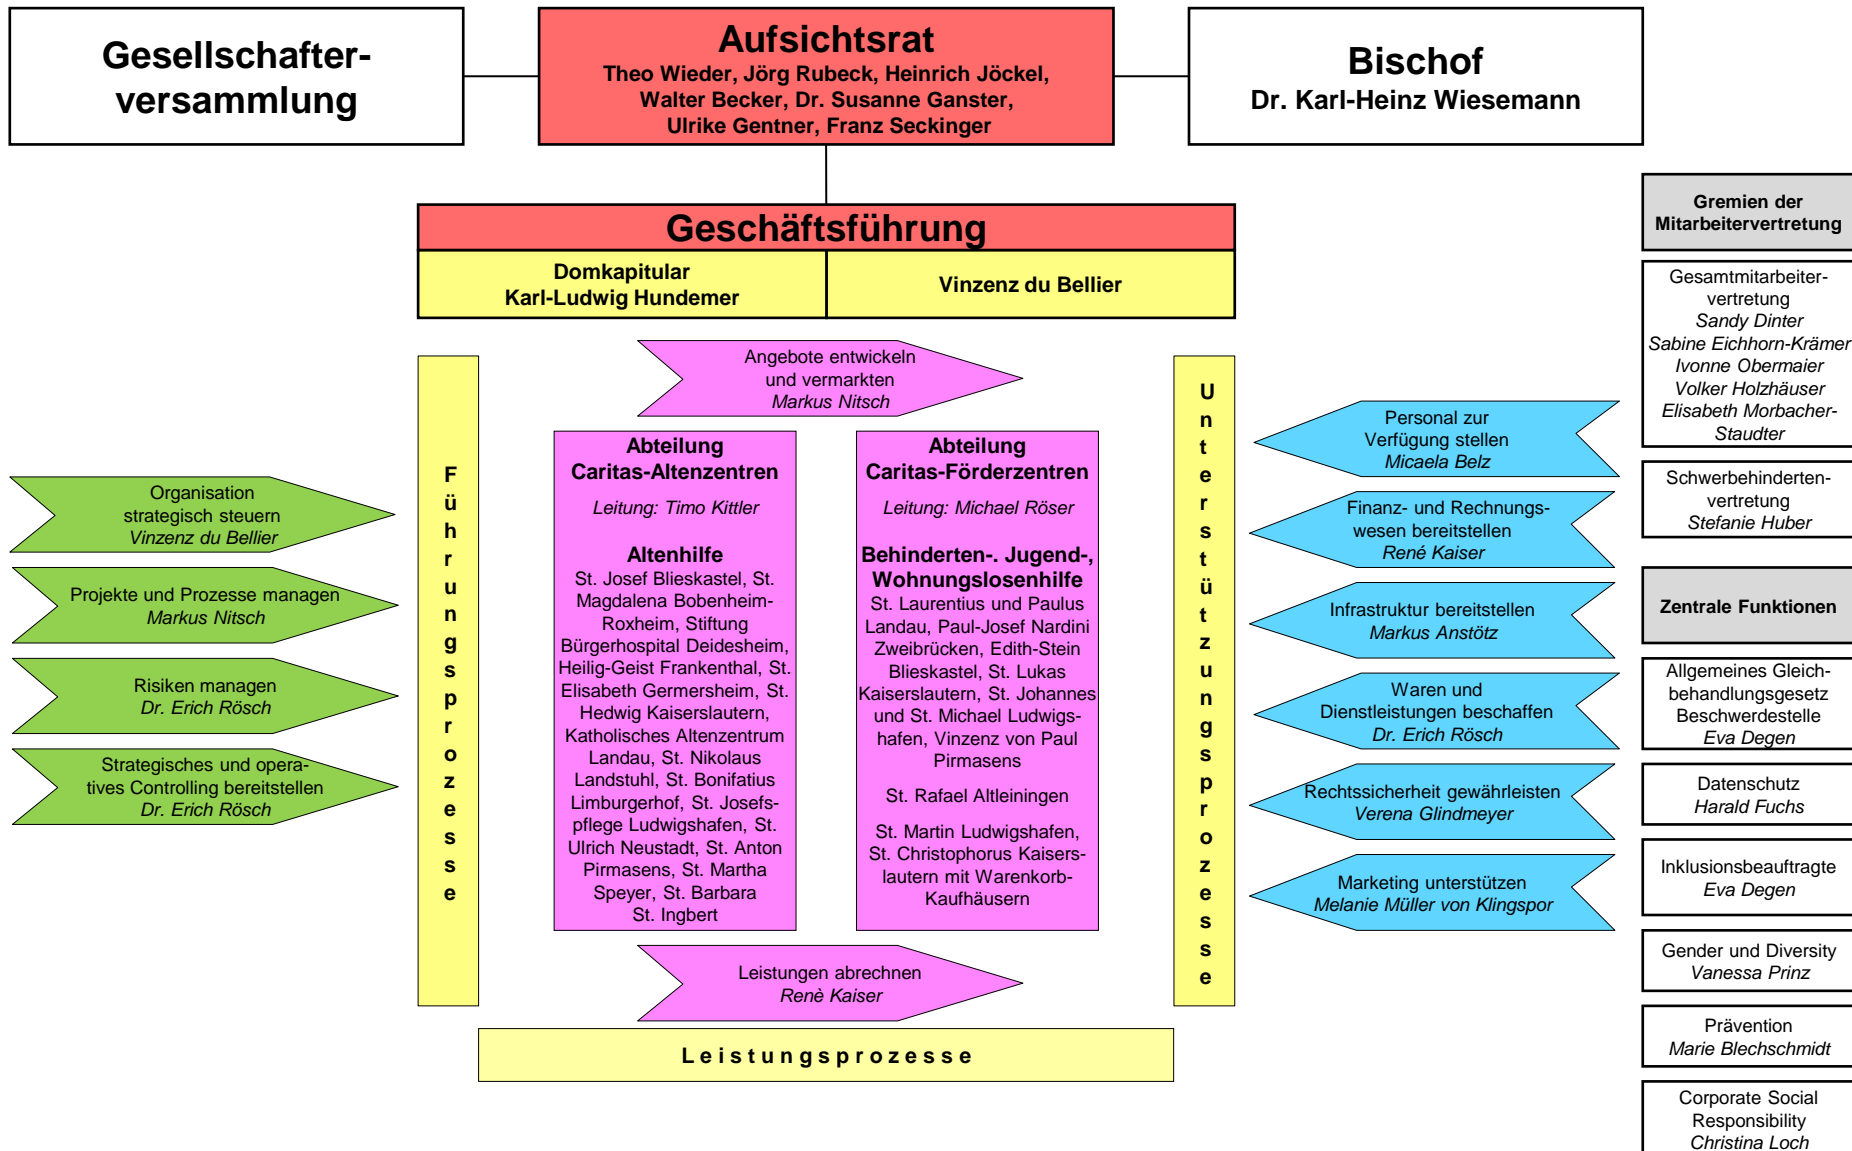 Gesellschafter-
versammlung
Aufsichtsrat
Theo Wieder, Jörg Rubeck, Heinrich Jöckel,
Walter Becker, Dr. Susanne Ganster,
Ulrike Gentner, Franz Seckinger
Bischof
Dr. Karl-Heinz Wiesemann
Geschäftsführung
Domkapitular
Karl-Ludwig Hundemer
Vinzenz du Bellier
Führungsprozesse
Organisation
strategisch steuern
Vinzenz du Bellier
Projekte und Prozesse managen
Markus Nitsch
Risiken managen
Dr. Erich Rösch
Strategisches und opera-
tives Controlling bereitstellen
Dr. Erich Rösch
Angebote entwickeln
und vermarkten
Markus Nitsch
Abteilung
Caritas-Altenzentren
Leitung: Timo Kittler
Altenhilfe
St. Josef Blieskastel, St.
Magdalena Bobenheim-
Roxheim, Stiftung
Bürgerhospital Deidesheim,
Heilig-Geist Frankenthal, St.
Elisabeth Germersheim, St.
Hedwig Kaiserslautern,
Katholisches Altenzentrum
Landau, St. Nikolaus
Landstuhl, St. Bonifatius
Limburgerhof, St. Josefs-
pflege Ludwigshafen, St.
Ulrich Neustadt, St. Anton
Pirmasens, St. Martha
Speyer, St. Barbara
St. Ingbert
Abteilung
Caritas-Förderzentren
Leitung: Michael Röser
Behinderten-. Jugend-,
Wohnungslosenhilfe
St. Laurentius und Paulus
Landau, Paul-Josef Nardini
Zweibrücken, Edith-Stein
Blieskastel, St. Lukas
Kaiserslautern, St. Johannes
und St. Michael Ludwigs-
hafen, Vinzenz von Paul
Pirmasens
St. Rafael Altleiningen
St. Martin Ludwigshafen,
St. Christophorus Kaisers-
lautern mit Warenkorb-
Kaufhäusern
Leistungen abrechnen
Renè Kaiser
Leistungsprozesse
Unterstützungsprozesse
Personal zur
Verfügung stellen
Micaela Belz
Finanz- und Rechnungs-
wesen bereitstellen
René Kaiser
Infrastruktur bereitstellen
Markus Anstötz
Waren und
Dienstleistungen beschaffen
Dr. Erich Rösch
Rechtssicherheit gewährleisten
Verena Glindmeyer
Marketing unterstützen
Melanie Müller von Klingspor
Gremien der
Mitarbeitervertretung
Gesamtmitarbeiter-
vertretung
Sandy Dinter
Sabine Eichhorn-Krämer
Ivonne Obermaier
Volker Holzhäuser
Elisabeth Morbacher-
Staudter
Schwerbehinderten-
vertretung
Stefanie Huber
Zentrale Funktionen
Allgemeines Gleich-
behandlungsgesetz
Beschwerdestelle
Eva Degen
Datenschutz
Harald Fuchs
Inklusionsbeauftragte
Eva Degen
Gender und Diversity
Vanessa Prinz
Prävention
Marie Blechschmidt
Corporate Social
Responsibility
Christina Loch